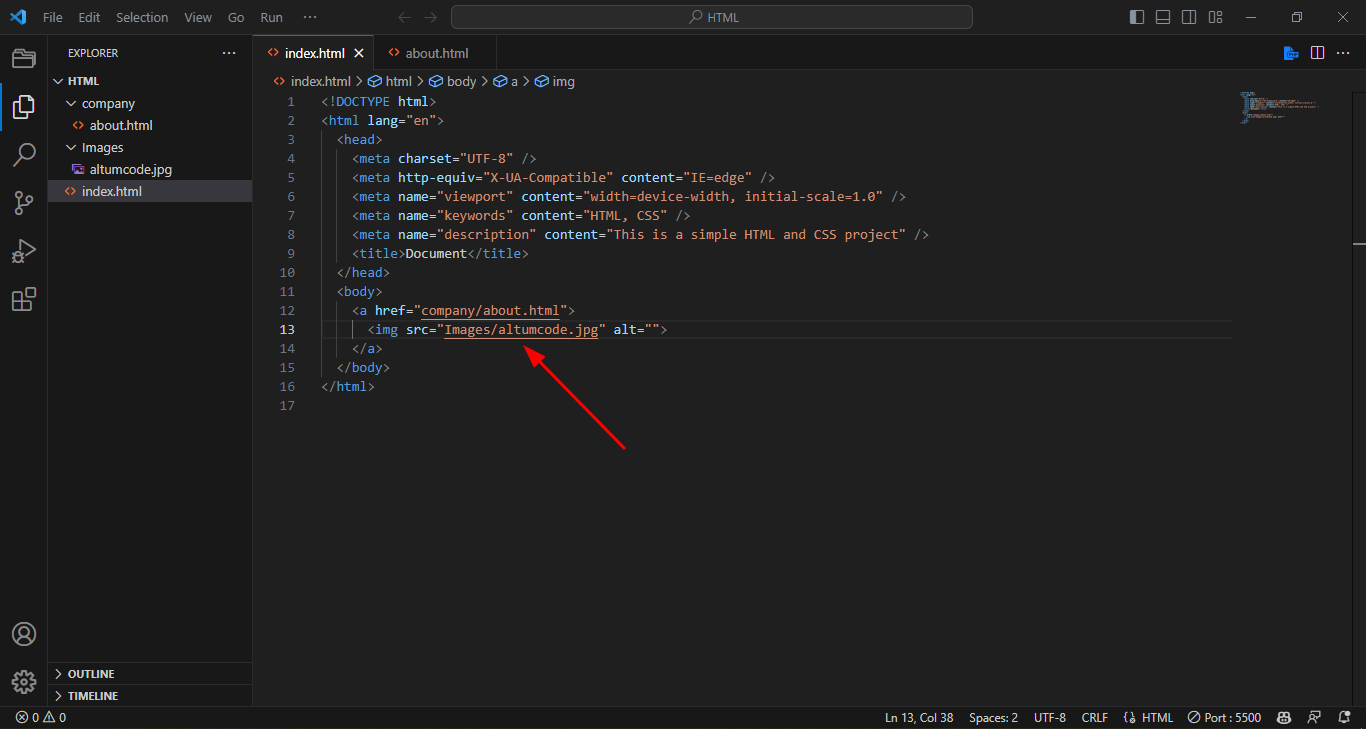 File Edit Selection View Go Run ···
HTML
EXPLORER ···
index.html
about.html
HTML
company
about.html
Images
altumcode.jpg
index.html
index.html > html > body > a > img
1 <!DOCTYPE html>
2 <html lang="en">
3 <head>
4 <meta charset="UTF-8" />
5 <meta http-equiv="X-UA-Compatible" content="IE=edge" />
6 <meta name="viewport" content="width=device-width, initial-scale=1.0" />
7 <meta name="keywords" content="HTML, CSS" />
8 <meta name="description" content="This is a simple HTML and CSS project" />
9 <title>Document</title>
10 </head>
11 <body>
12 <a href="company/about.html">
13 <img src="Images/altumcode.jpg" alt="">
14 </a>
15 </body>
16 </html>
17
OUTLINE
TIMELINE
0 0 Ln 13, Col 38 Spaces: 2 UTF-8 CRLF HTML Port : 5500